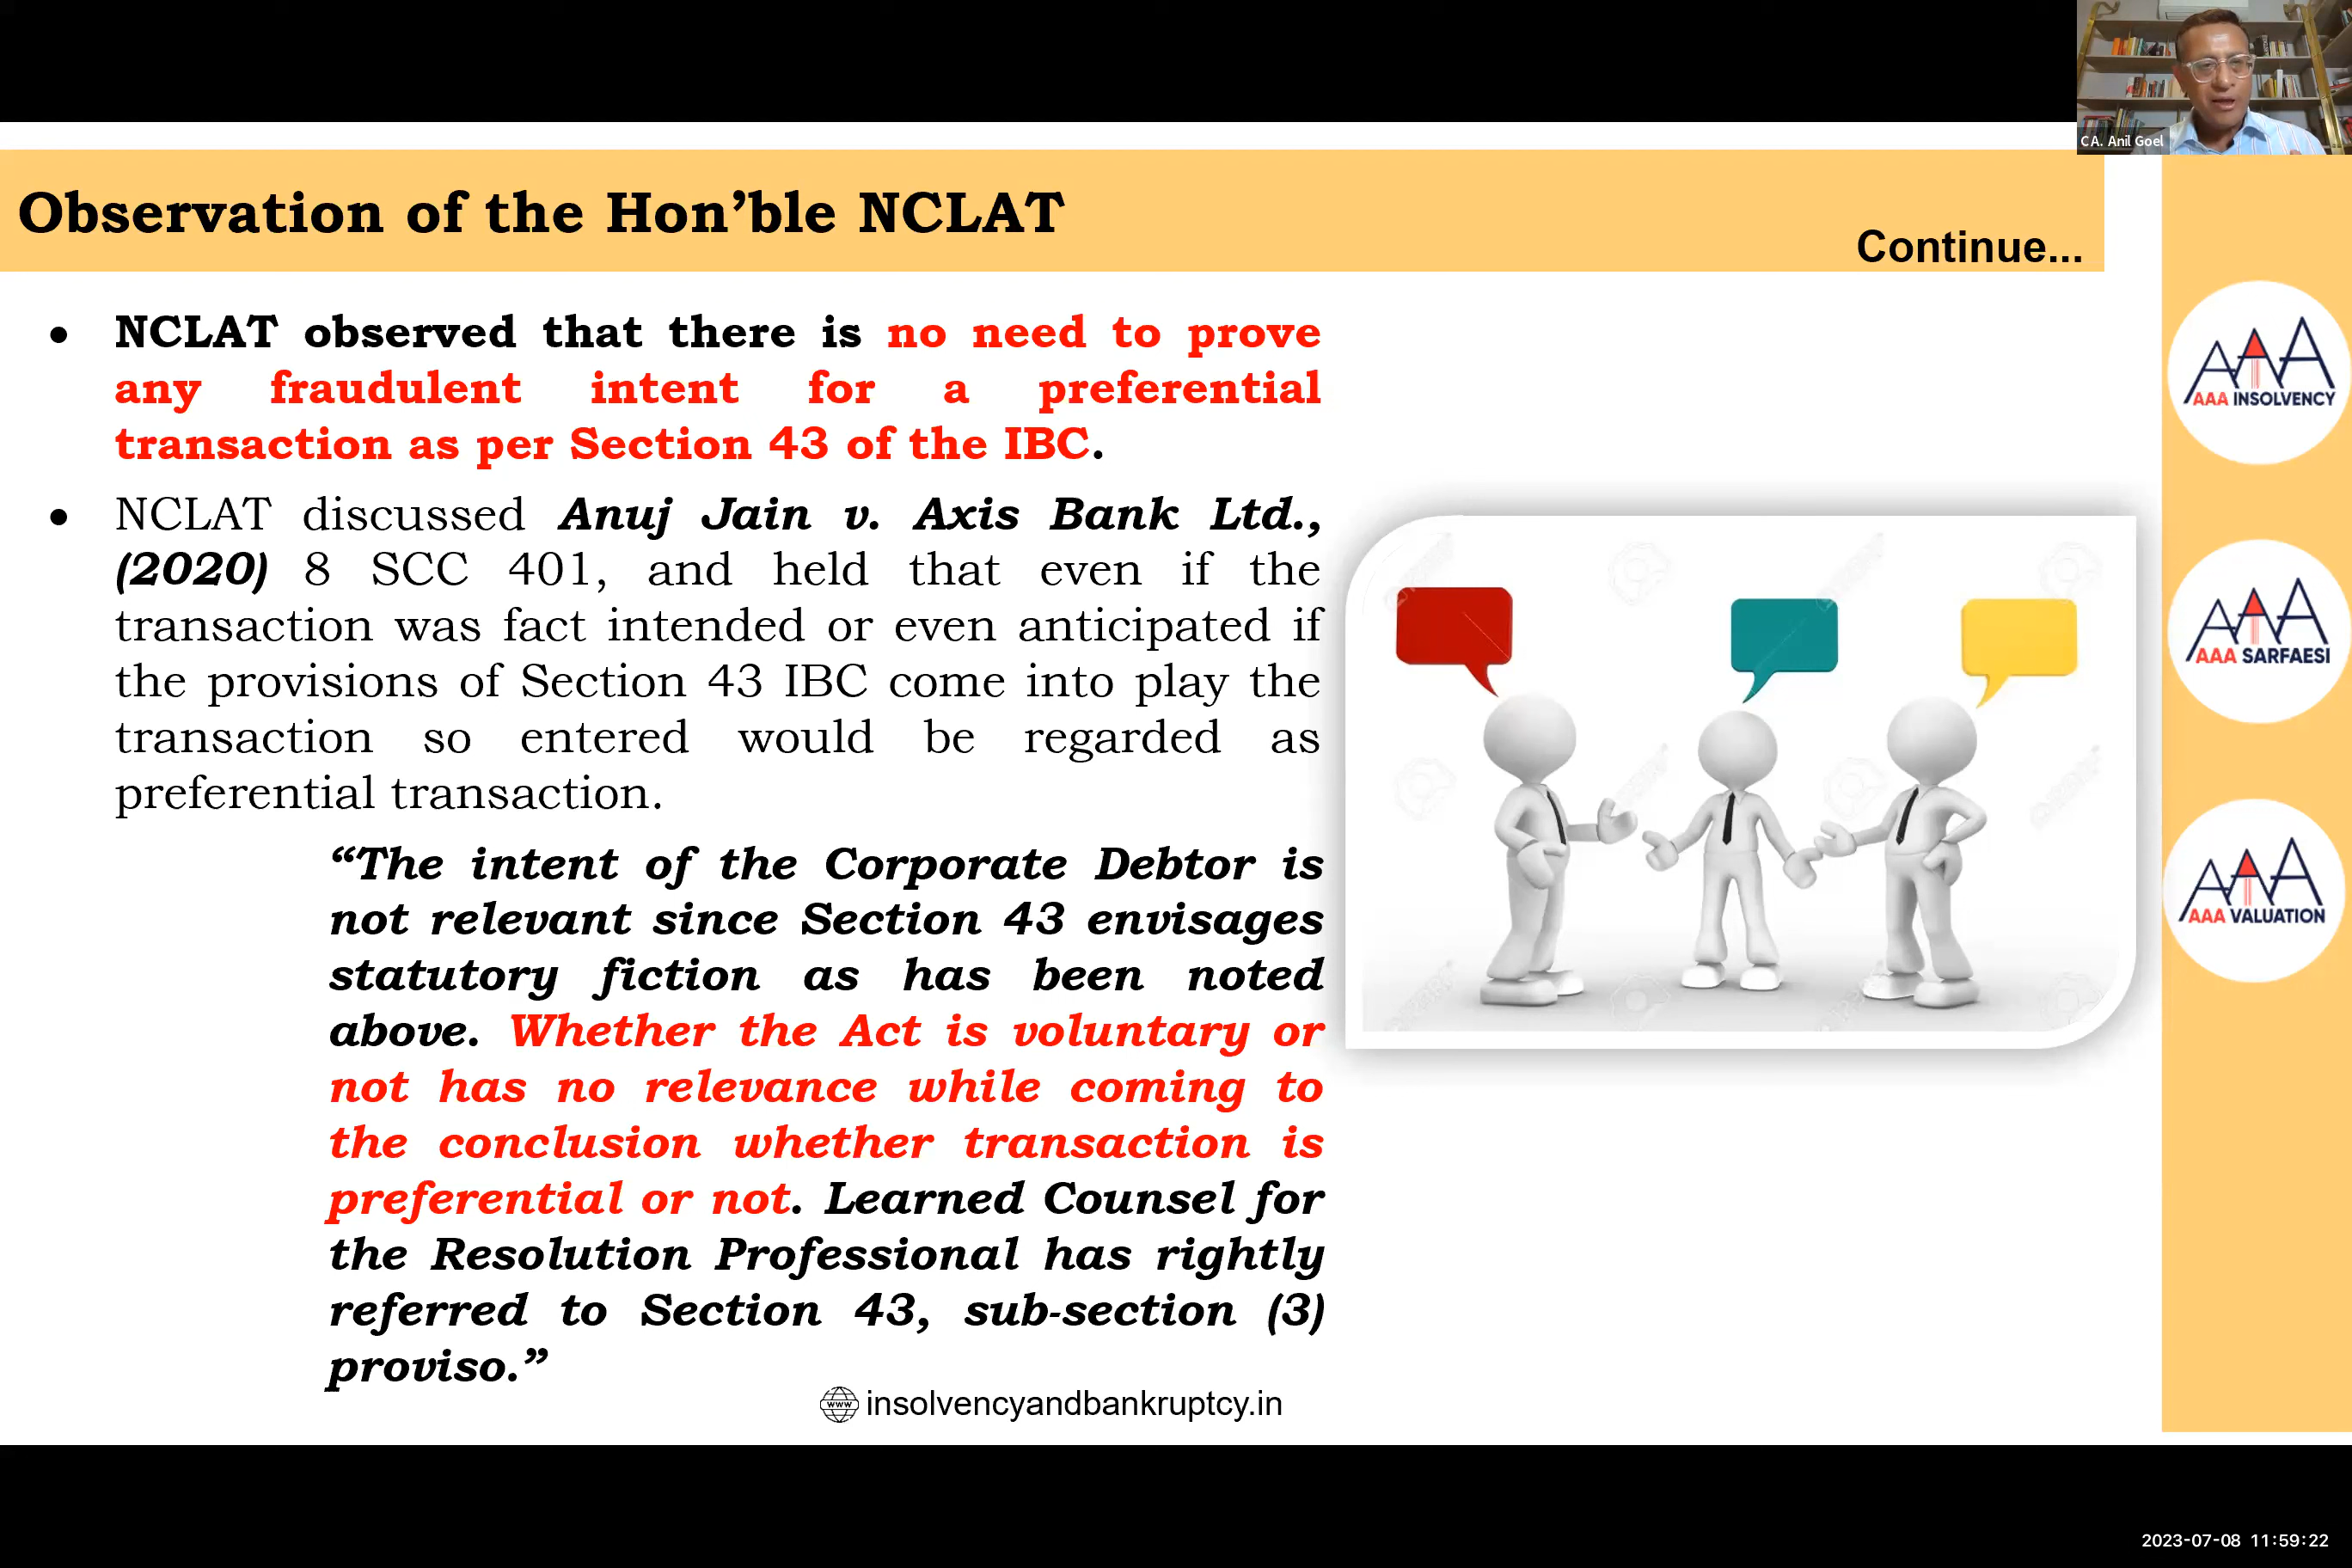 CA. Anil Goel
Observation of the Hon’ble NCLAT
Continue...
• NCLAT observed that there is no need to prove
any fraudulent intent for a preferential
transaction as per Section 43 of the IBC.
• NCLAT discussed Anuj Jain v. Axis Bank Ltd.,
(2020) 8 SCC 401, and held that even if the
transaction was fact intended or even anticipated if
the provisions of Section 43 IBC come into play the
transaction so entered would be regarded as
preferential transaction.
“The intent of the Corporate Debtor is
not relevant since Section 43 envisages
statutory fiction as has been noted
above. Whether the Act is voluntary or
not has no relevance while coming to
the conclusion whether transaction is
preferential or not. Learned Counsel for
the Resolution Professional has rightly
referred to Section 43, sub-section (3)
proviso.”
www insolvencyandbankruptcy.in
AAA
AAA INSOLVENCY
AAA
AAA SARFAESI
AAA
AAA VALUATION
2023-07-08 11:59:22